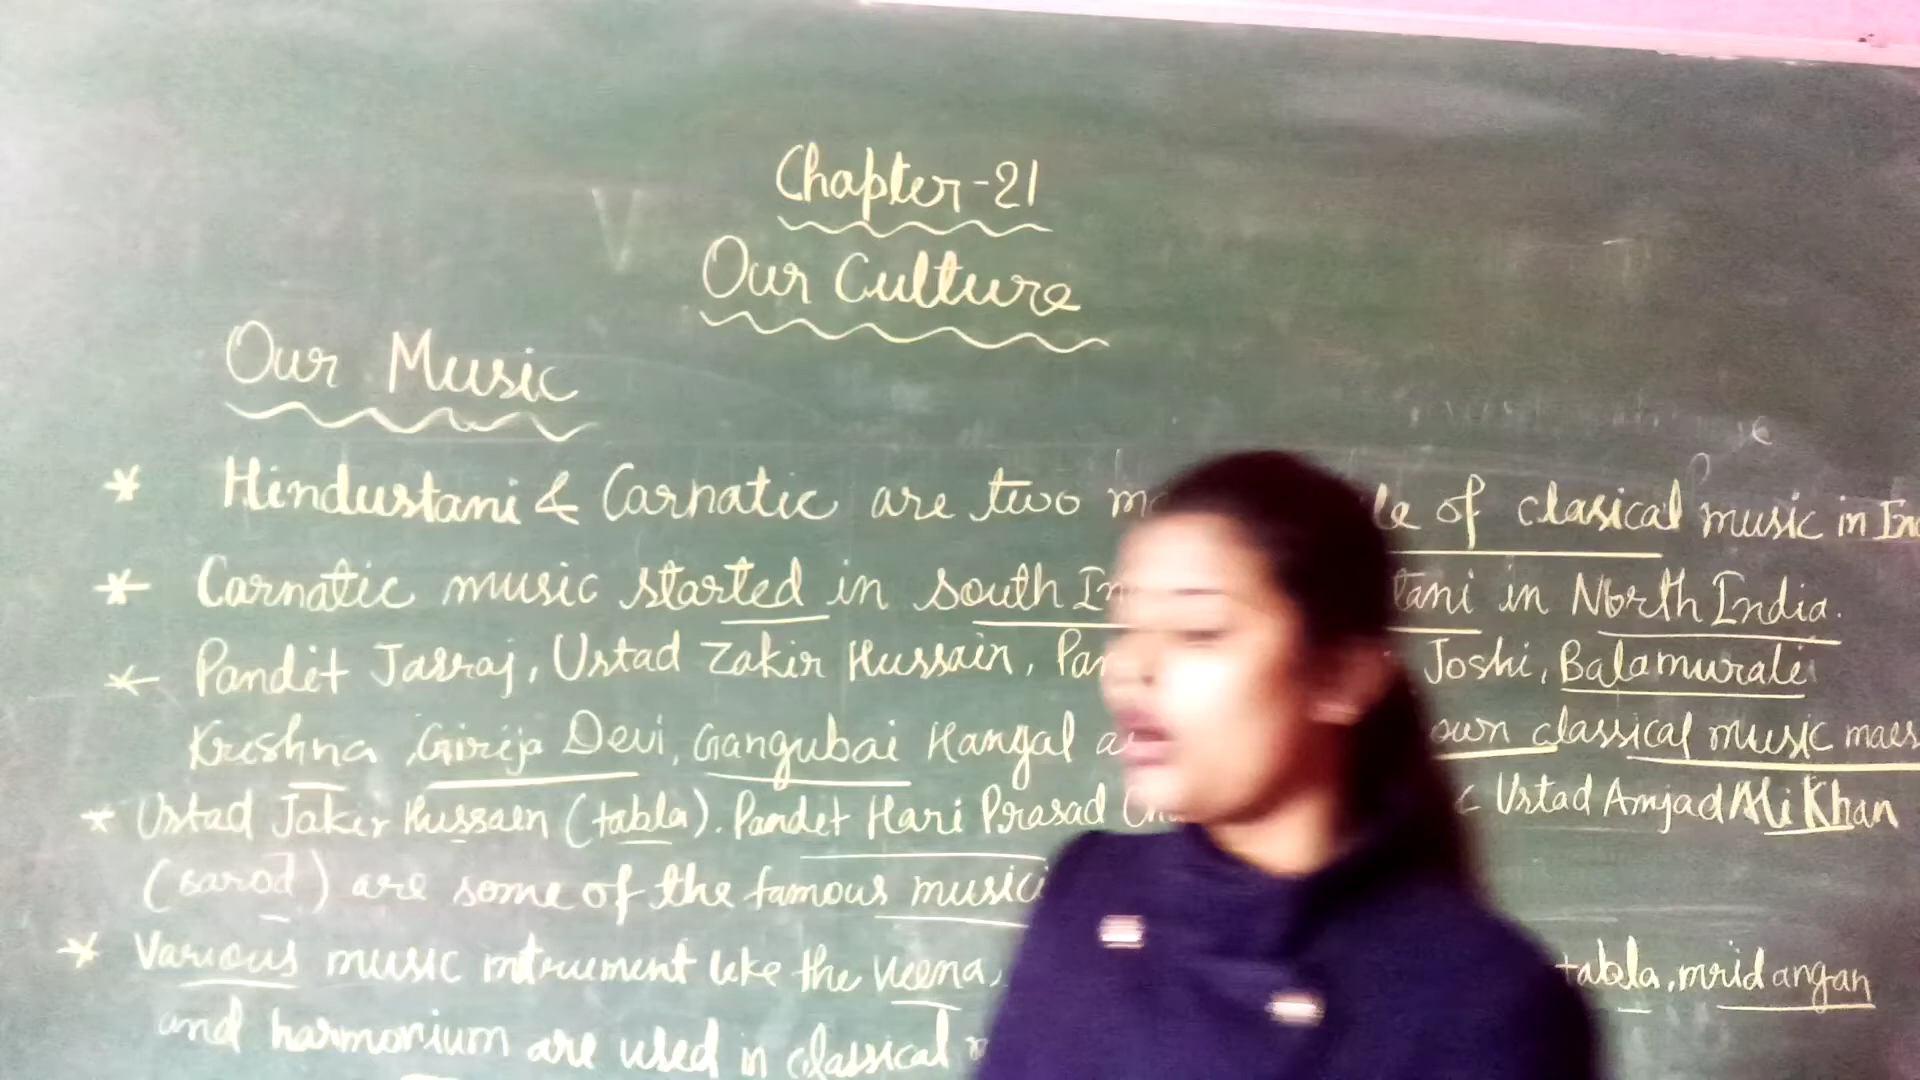 Chapter-21
Our Culture
Our Music
* Hindustani & Carnatic are two of clasical music in
* Carnatic music started in south in North India.
* Pandit Jasraj, Ustad Zakir Hussain, Joshi, Balamurali
Krishna, Girija Devi, Gangubai Hangal classical music
* Ustad Jakir Hussain (tabla). Pandit Hari Prasad Ustad Amjad Ali Khan
(sarod) are some of the famous
* Various music intrument like the veena, tabla, mridangan
and harmonium are used in classical